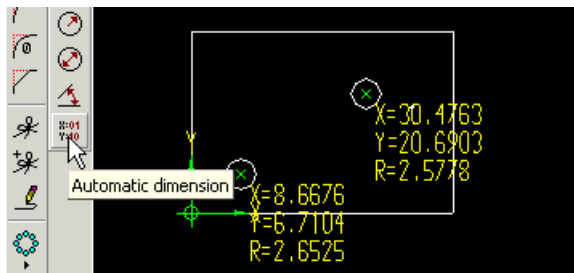 X:01
Y:40
Automatic dimension
Y
X=30.4763
Y=20.6903
R=2.5778
X=8.6676
Y=6.7104
R=2.6525